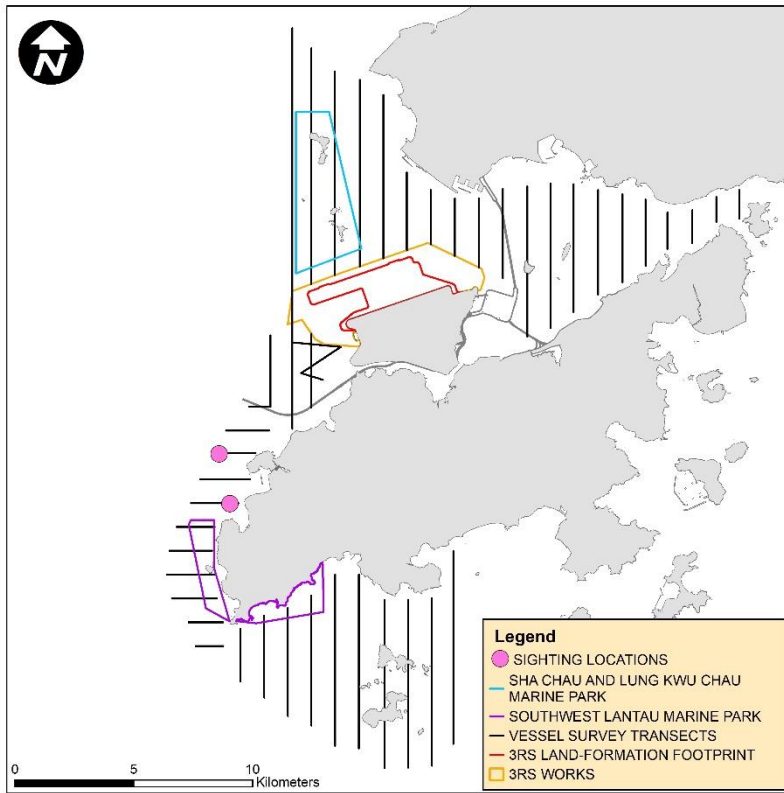 N
Legend
SIGHTING LOCATIONS
SHA CHAU AND LUNG KWU CHAU
MARINE PARK
SOUTHWEST LANTAU MARINE PARK
VESSEL SURVEY TRANSECTS
3RS LAND-FORMATION FOOTPRINT
3RS WORKS
0 5 10
Kilometers